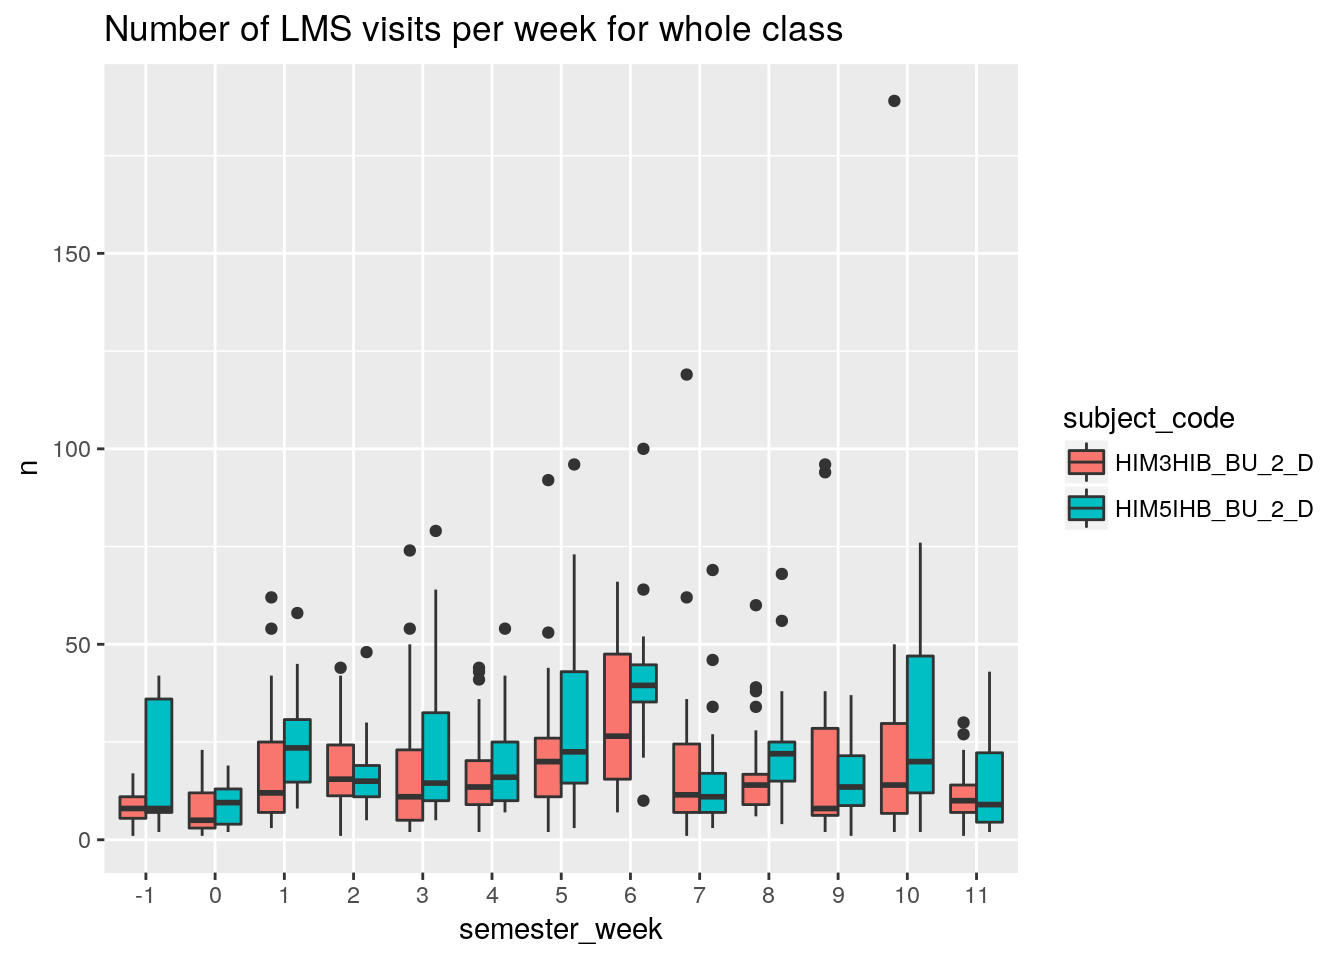 Number of LMS visits per week for whole class
n
150
100
50
0
-1 0 1 2 3 4 5 6 7 8 9 10 11
semester_week
subject_code
HIM3HIB_BU_2_D
HIM5IHB_BU_2_D